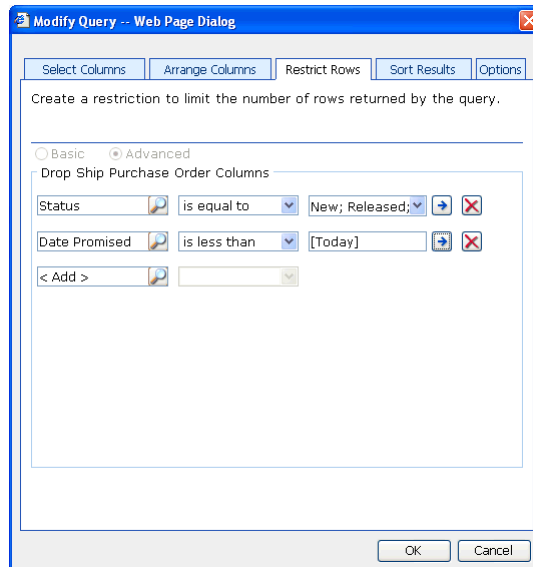 Modify Query -- Web Page Dialog
Select Columns Arrange Columns Restrict Rows Sort Results Options
Create a restriction to limit the number of rows returned by the query.
Basic Advanced
Drop Ship Purchase Order Columns
Status is equal to New; Released;
Date Promised is less than [Today]
< Add >
OK Cancel